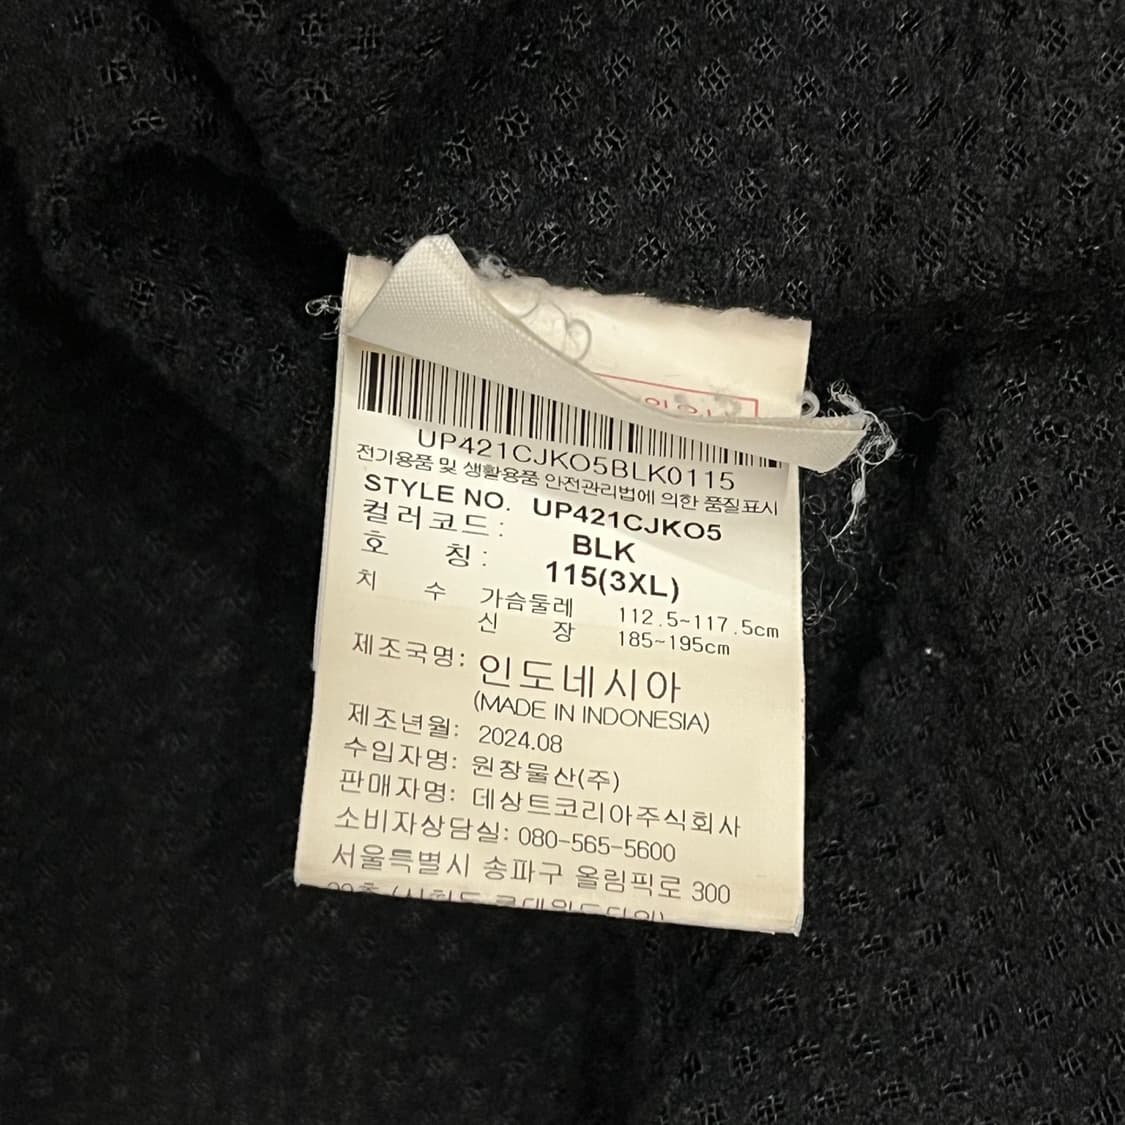 UP421CJKO5BLK0115
전기용품 및 생활용품 안전관리법에 의한 품질표시
STYLE NO. UP421CJKO5
컬러코드: BLK
호 칭: 115(3XL)
치 수 가슴둘레 112.5~117.5cm
신 장 185~195cm
제조국명: 인도네시아
(MADE IN INDONESIA)
제조년월: 2024.08
수입자명: 원창물산(주)
판매자명: 데상트코리아주식회사
소비자상담실: 080-565-5600
서울특별시 송파구 올림픽로 300